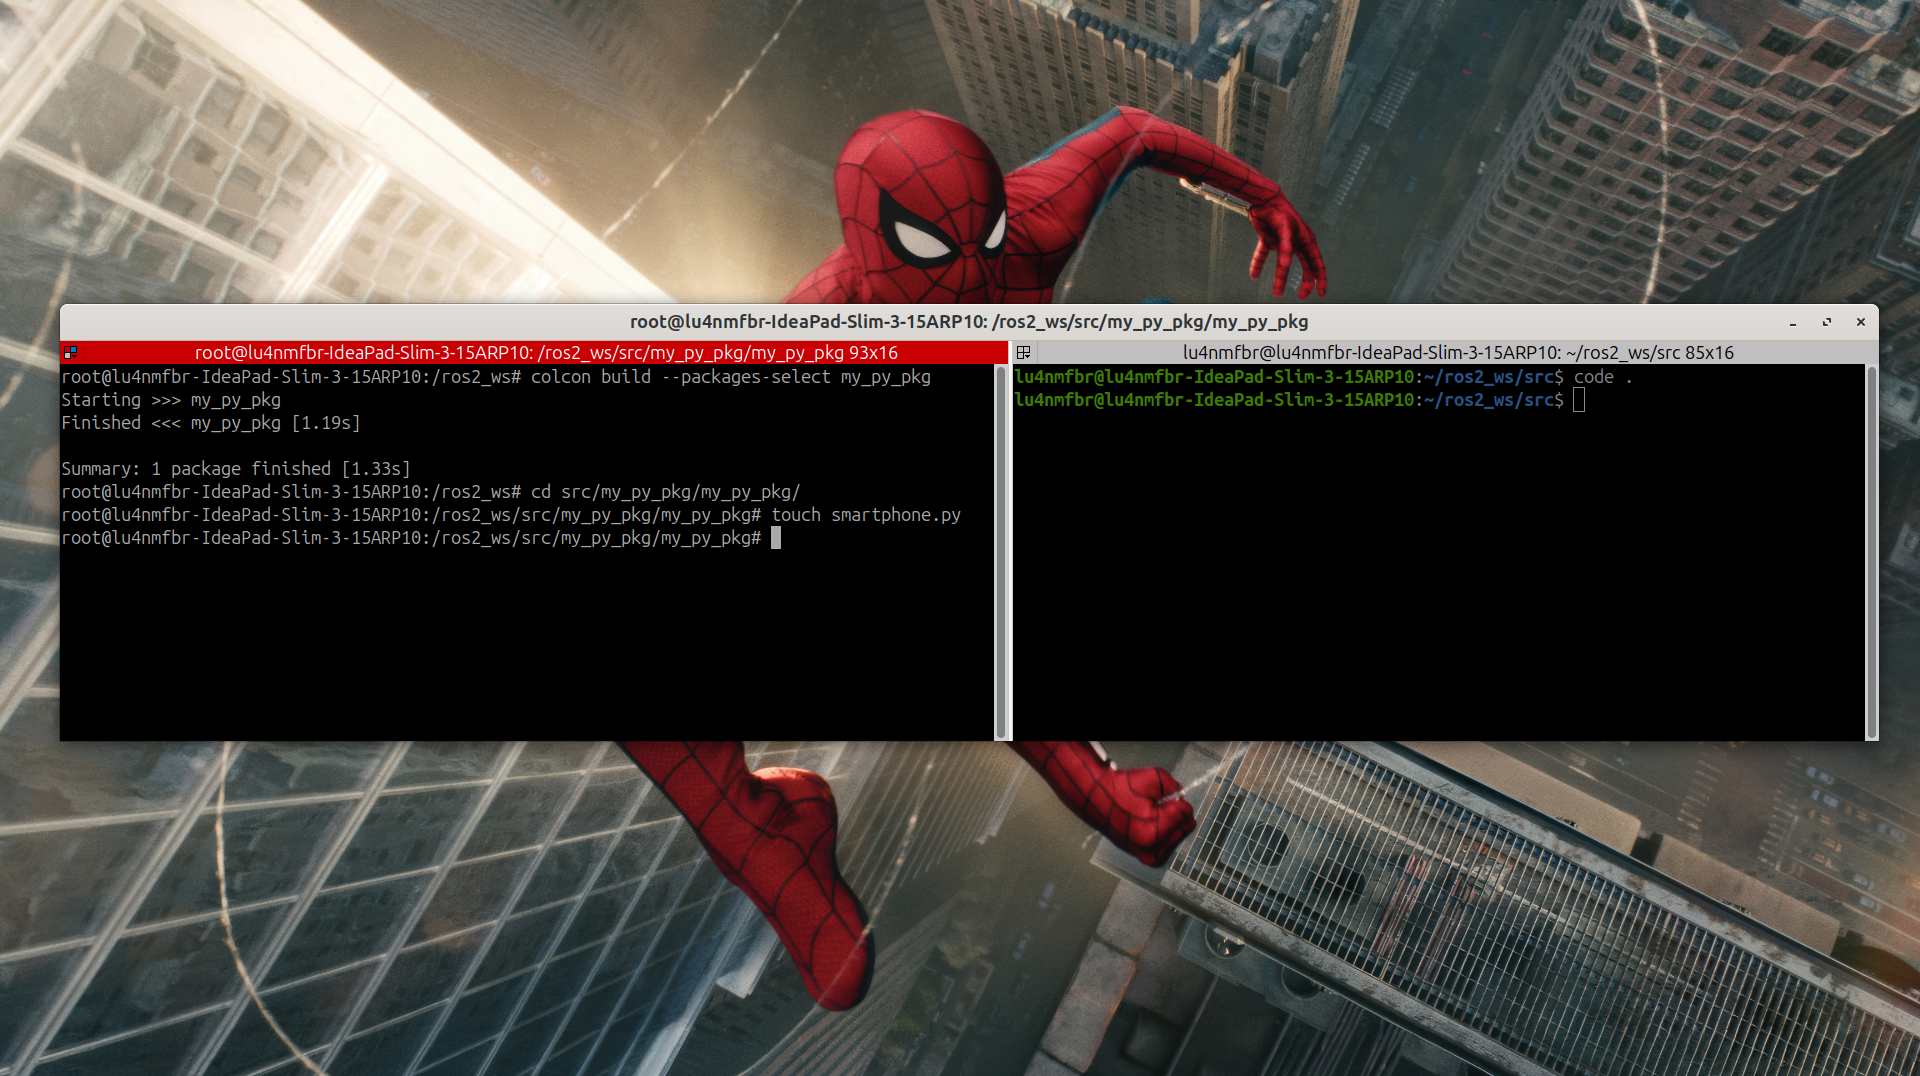 root@lu4nmfbr-IdeaPad-Slim-3-15ARP10: /ros2_ws/src/my_py_pkg/my_py_pkg
root@lu4nmfbr-IdeaPad-Slim-3-15ARP10: /ros2_ws/src/my_py_pkg/my_py_pkg 93x16
root@lu4nmfbr-IdeaPad-Slim-3-15ARP10:/ros2_ws# colcon build --packages-select my_py_pkg
Starting >>> my_py_pkg
Finished <<< my_py_pkg [1.19s]
Summary: 1 package finished [1.33s]
root@lu4nmfbr-IdeaPad-Slim-3-15ARP10:/ros2_ws# cd src/my_py_pkg/my_py_pkg/
root@lu4nmfbr-IdeaPad-Slim-3-15ARP10:/ros2_ws/src/my_py_pkg/my_py_pkg# touch smartphone.py
root@lu4nmfbr-IdeaPad-Slim-3-15ARP10:/ros2_ws/src/my_py_pkg/my_py_pkg#
lu4nmfbr@lu4nmfbr-IdeaPad-Slim-3-15ARP10: ~/ros2_ws/src 85x16
lu4nmfbr@lu4nmfbr-IdeaPad-Slim-3-15ARP10:~/ros2_ws/src$ code .
lu4nmfbr@lu4nmfbr-IdeaPad-Slim-3-15ARP10:~/ros2_ws/src$